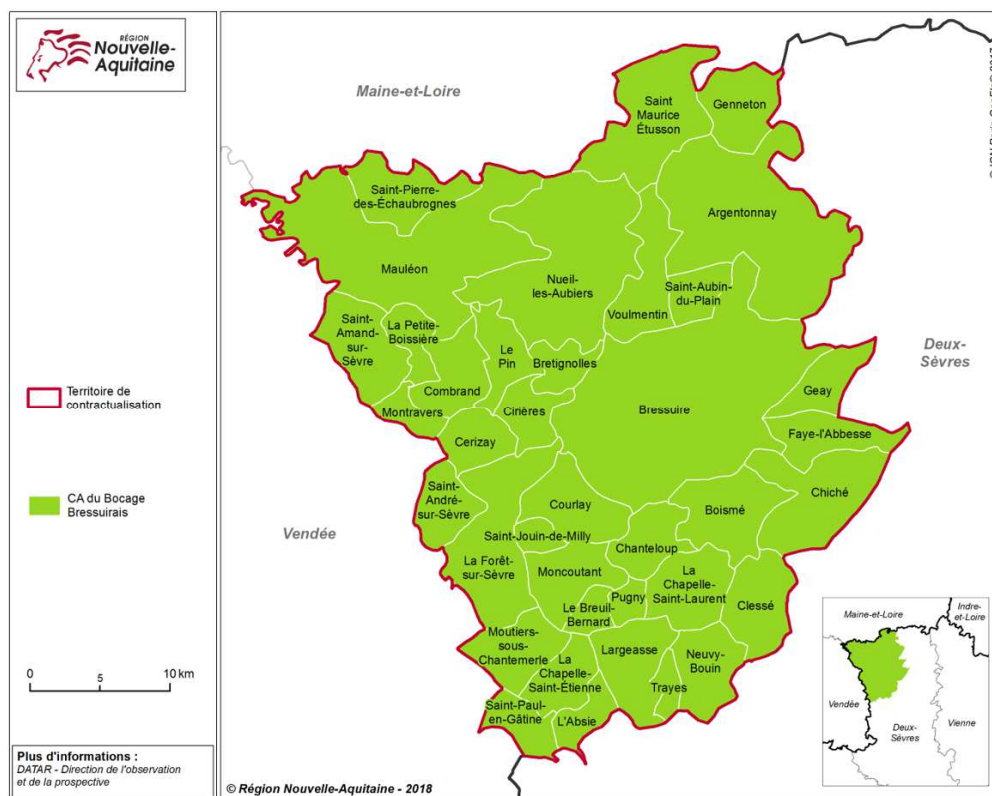 RÉGION
Nouvelle-
Aquitaine
Territoire de
contractualisation
CA du Bocage
Bressuirais
0 5 10 km
Plus d'informations :
DATAR - Direction de l'observation
et de la prospective
Maine-et-Loire
Saint
Maurice
Étusson
Genneton
Saint-Pierre-
des-Échaubrognes
Argentonnay
Mauléon
Nueil-
les-Aubiers
Saint-Aubin-
du-Plain
Voulmentin
Saint-
Amand-
sur-
Sèvre
La Petite-
Boissière
Le
Pin
Bretignolles
Deux-
Sèvres
Combrand
Geay
Montravers
Cirières
Bressuire
Cerizay
Faye-l'Abbesse
Saint-
André-
sur-Sèvre
Courlay
Chiché
Boismé
Vendée
Saint-Jouin-de-Milly
Chanteloup
La Forêt-
sur-Sèvre
Moncoutant
La
Chapelle-
Saint-Laurent
Pugny
Clessé
Le Breuil-
Bernard
Moutiers-
sous-
Chantemerle
Largeasse
Neuvy-
Bouin
La
Chapelle-
Saint-Étienne
Trayes
Saint-Paul-
en-Gâtine
L'Absie
© Région Nouvelle-Aquitaine - 2018
Maine-et-Loire
Indre-
et-Loire
Vendée
Deux-
Sèvres
Vienne